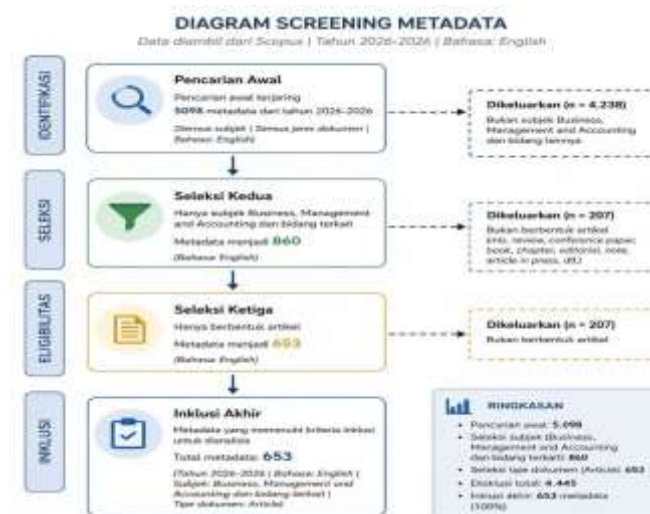 DIAGRAM SCREENING METADATA
Data diambil dari Scopus | Tahun 2026-2026 | Bahasa: English
IDENTIFIKASI
Pencarian Awal
Pencarian awal terjaring
5098 metadata dari tahun 2026-2026
(Semua subjek | Semua jenis dokumen |
Bahasa: English)
Dikeluarkan (n = 4.238)
Bukan subjek Business,
Management and Accounting
dan bidang lainnya
SELEKSI
Seleksi Kedua
Hanya subjek Business, Management
and Accounting dan bidang terkait
Metadata menjadi 860
(Bahasa: English)
Dikeluarkan (n = 207)
Bukan berbentuk artikel
review, conference paper,
book, chapter, editorial, note,
article in press, dll.)
ELIGIBILITAS
Seleksi Ketiga
Hanya berbentuk artikel
Metadata menjadi 653
(Bahasa: English)
Dikeluarkan (n = 207)
Bukan berbentuk artikel
INKLUSI
Inklusi Akhir
Metadata yang memenuhi kriteria inklusi
untuk dianalisis
Total metadata: 653
(Tahun 2026-2026 | Bahasa: English |
Subjek: Business, Management and
Accounting dan bidang terkait |
Tipe dokumen: Article)
RINGKASAN
• Pencarian awal: 5.098
• Seleksi subjek (Business,
Management and Accounting
dan bidang terkait): 860
• Seleksi tipe dokumen (Article): 653
• Eksklusi total: 4.445
• Inklusi akhir: 653 metadata
(100%)